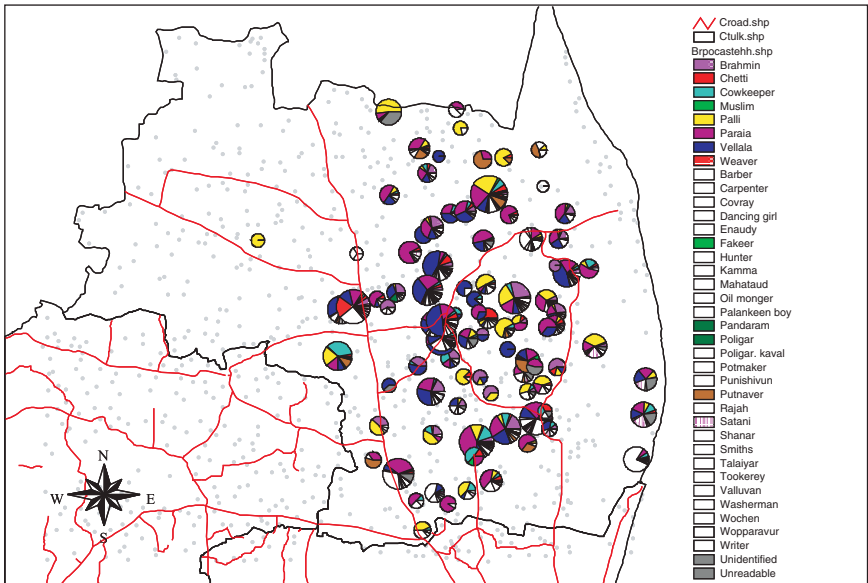 Croad.shp
Ctulk.shp
Brpocastehh.shp
Brahmin
Chetti
Cowkeeper
Muslim
Palli
Paraia
Vellala
Weaver
Barber
Carpenter
Covray
Dancing girl
Enaudy
Fakeer
Hunter
Kamma
Mahataud
Oil monger
Palankeen boy
Pandaram
Poligar
Poligar. kaval
Potmaker
Punishivun
Putnaver
Rajah
Satani
Shanar
Smiths
Talaiyar
Tookerey
Valluvan
Washerman
Wochen
Wopparavur
Writer
Unidentified
Unreadable
N
W E
S